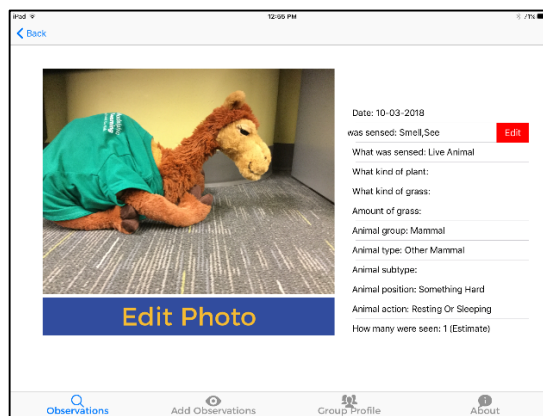 iPad
12:55 PM
71%
Back
Date: 10-03-2018
was sensed: Smell,See
Edit
What was sensed: Live Animal
What kind of plant:
What kind of grass:
Amount of grass:
Animal group: Mammal
Animal type: Other Mammal
Animal subtype:
Animal position: Something Hard
Animal action: Resting Or Sleeping
How many were seen: 1 (Estimate)
Edit Photo
Observations
Add Observations
Group Profile
About